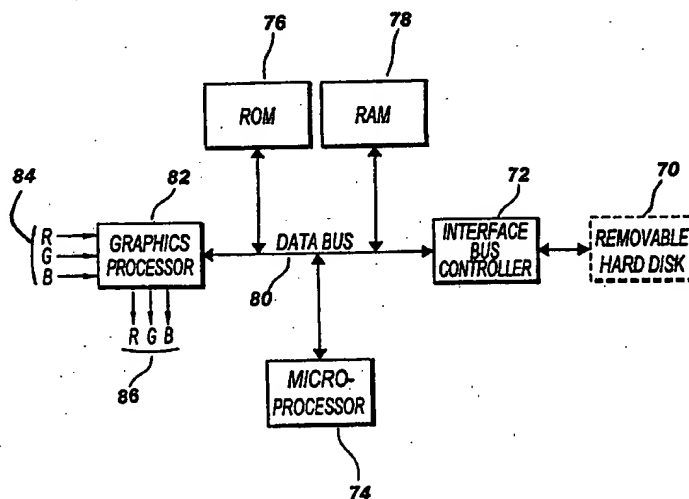 76
78
ROM
RAM
84
82
72
70
R
G
B
GRAPHICS
PROCESSOR
DATA BUS
80
INTERFACE
BUS
CONTROLLER
REMOVABLE
HARD DISK
R G B
86
MICRO-
PROCESSOR
74